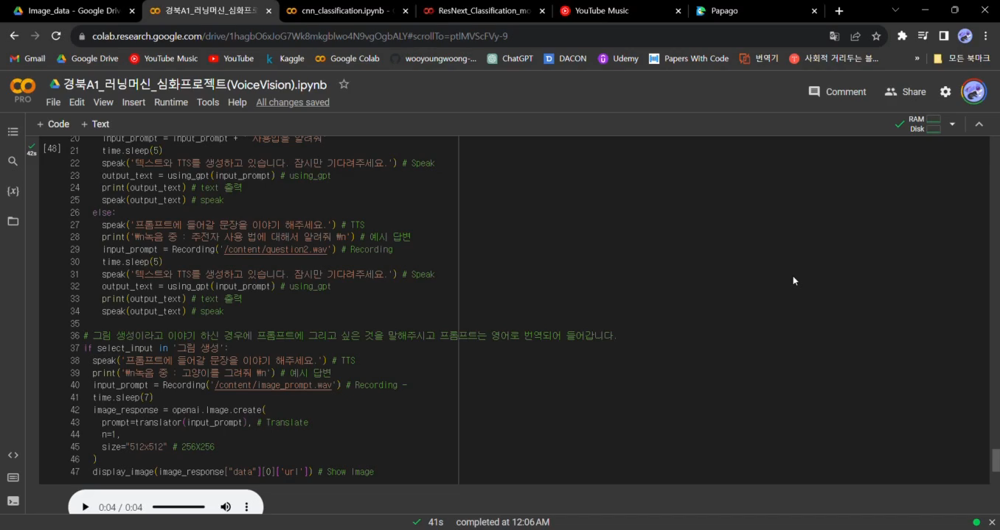 Image_data - Google Driv
경북A1_러닝머신_심화프로젝
cnn_classification.ipynb -
ResNext_Classification_mo
YouTube Music
Papago
colab.research.google.com/drive/1hagbO6xJoG7Wk8mkgblwo4N9vgOgbALY#scrollTo=ptlMVScFVy-9
Gmail
Google Drive
YouTube Music
YouTube
Kaggle
Google Colab
wooyoungwoong-...
ChatGPT
DACON
Udemy
Papers With Code
번역기
사회적 거리두는 블...
»
모든 북마크
PRO
경북A1_러닝머신_심화프로젝트(VoiceVision).ipynb
File Edit View Insert Runtime Tools Help All changes saved
Comment
Share
+ Code + Text
RAM
Disk
[48]
42s
20 input_prompt = input_prompt + ' 사용법을 알려줘'
21 time.sleep(5)
22 speak('텍스트와 TTS를 생성하고 있습니다. 잠시만 기다려주세요.') # Speak
23 output_text = using_gpt(input_prompt) # using_gpt
24 print(output_text) # text 출력
25 speak(output_text) # speak
26 else:
27 speak('프롬프트에 들어갈 문장을 이야기 해주세요.') # TTS
28 print('₩n녹음 중 : 주전자 사용 법에 대해서 알려줘 ₩n') # 예시 답변
29 input_prompt = Recording('/content/question2.wav') # Recording
30 time.sleep(5)
31 speak('텍스트와 TTS를 생성하고 있습니다. 잠시만 기다려주세요.') # Speak
32 output_text = using_gpt(input_prompt) # using_gpt
33 print(output_text) # text 출력
34 speak(output_text) # speak
35
36 # 그림 생성이라고 이야기 하신 경우에 프롬프트에 그리고 싶은 것을 말해주시고 프롬프트는 영어로 번역되어 들어갑니다.
37 if select_input in '그림 생성':
38 speak('프롬프트에 들어갈 문장을 이야기 해주세요.') # TTS
39 print('₩n녹음 중 : 고양이를 그려줘 ₩n') # 예시 답변
40 input_prompt = Recording('/content/image_prompt.wav') # Recording -
41 time.sleep(7)
42 image_response = openai.Image.create(
43 prompt=translator(input_prompt), # Translate
44 n=1,
45 size="512x512" # 256X256
46 )
47 display_image(image_response["data"][0]['url']) # Show Image
0:04 / 0:04
41s completed at 12:06 AM